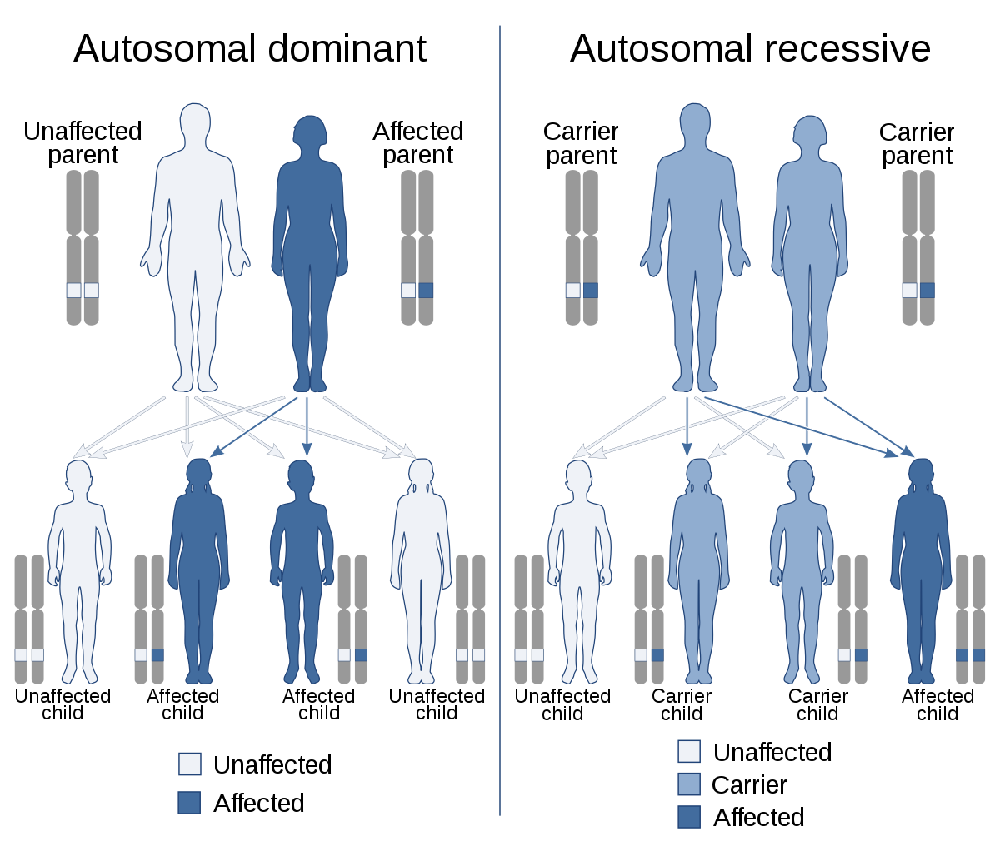 Autosomal dominant
Unaffected
parent
Affected
parent
Unaffected
child
Affected
child
Affected
child
Unaffected
child
Unaffected
Affected
Autosomal recessive
Carrier
parent
Carrier
parent
Unaffected
child
Carrier
child
Carrier
child
Affected
child
Unaffected
Carrier
Affected